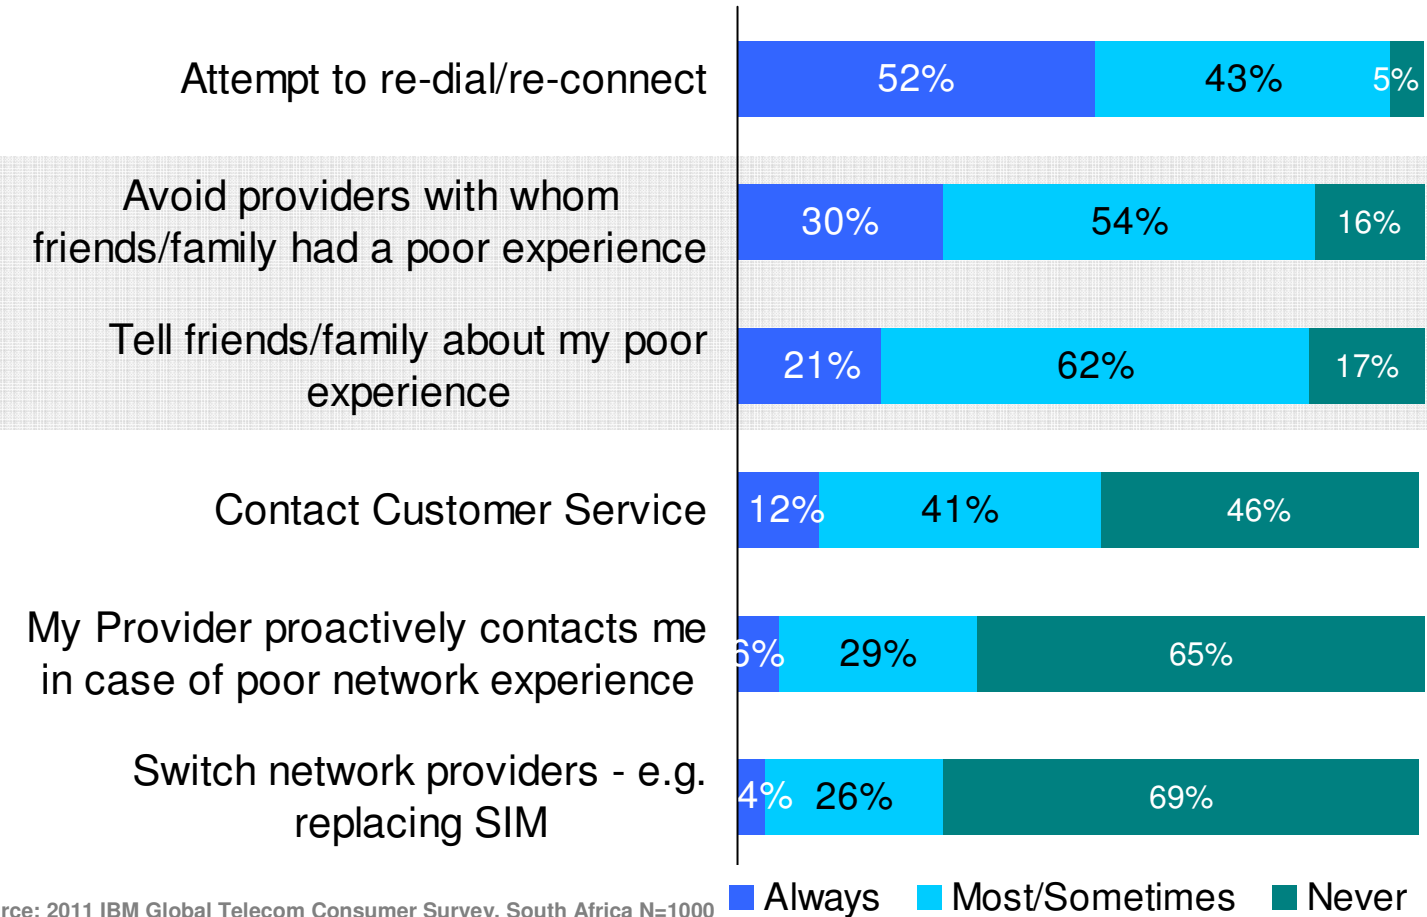 Attempt to re-dial/re-connect 52% 43% 5%
Avoid providers with whom
friends/family had a poor experience 30% 54% 16%
Tell friends/family about my poor
experience 21% 62% 17%
Contact Customer Service 12% 41% 46%
My Provider proactively contacts me
in case of poor network experience 6% 29% 65%
Switch network providers - e.g.
replacing SIM 4% 26% 69%
rce: 2011 IBM Global Telecom Consumer Survey, South Africa N=1000
Always Most/Sometimes Never